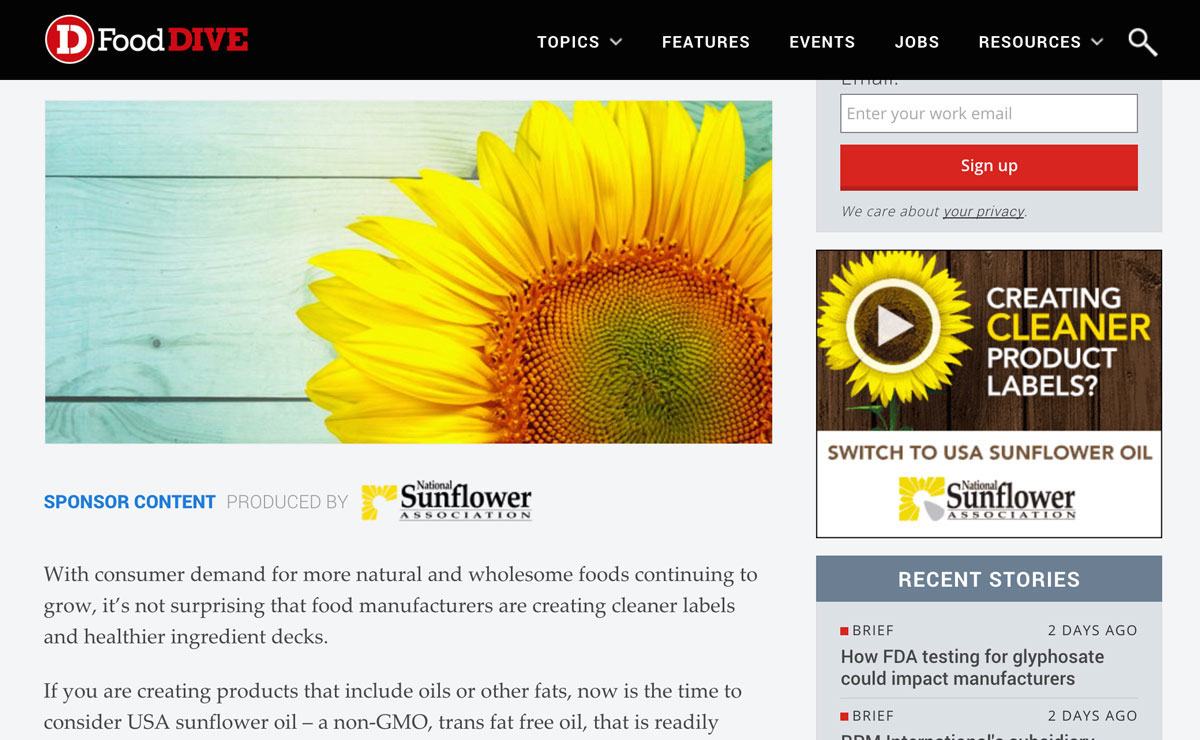 D Food DIVE
TOPICS
FEATURES
EVENTS
JOBS
RESOURCES
SPONSOR CONTENT PRODUCED BY
National
Sunflower
ASSOCIATION
With consumer demand for more natural and wholesome foods continuing to
grow, it’s not surprising that food manufacturers are creating cleaner labels
and healthier ingredient decks.
If you are creating products that include oils or other fats, now is the time to
consider USA sunflower oil – a non-GMO, trans fat free oil, that is readily
Email:
Enter your work email
Sign up
We care about your privacy.
CREATING
CLEANER
PRODUCT
LABELS?
SWITCH TO USA SUNFLOWER OIL
National
Sunflower
ASSOCIATION
RECENT STORIES
BRIEF 2 DAYS AGO
How FDA testing for glyphosate
could impact manufacturers
BRIEF 2 DAYS AGO
International's subsidiary